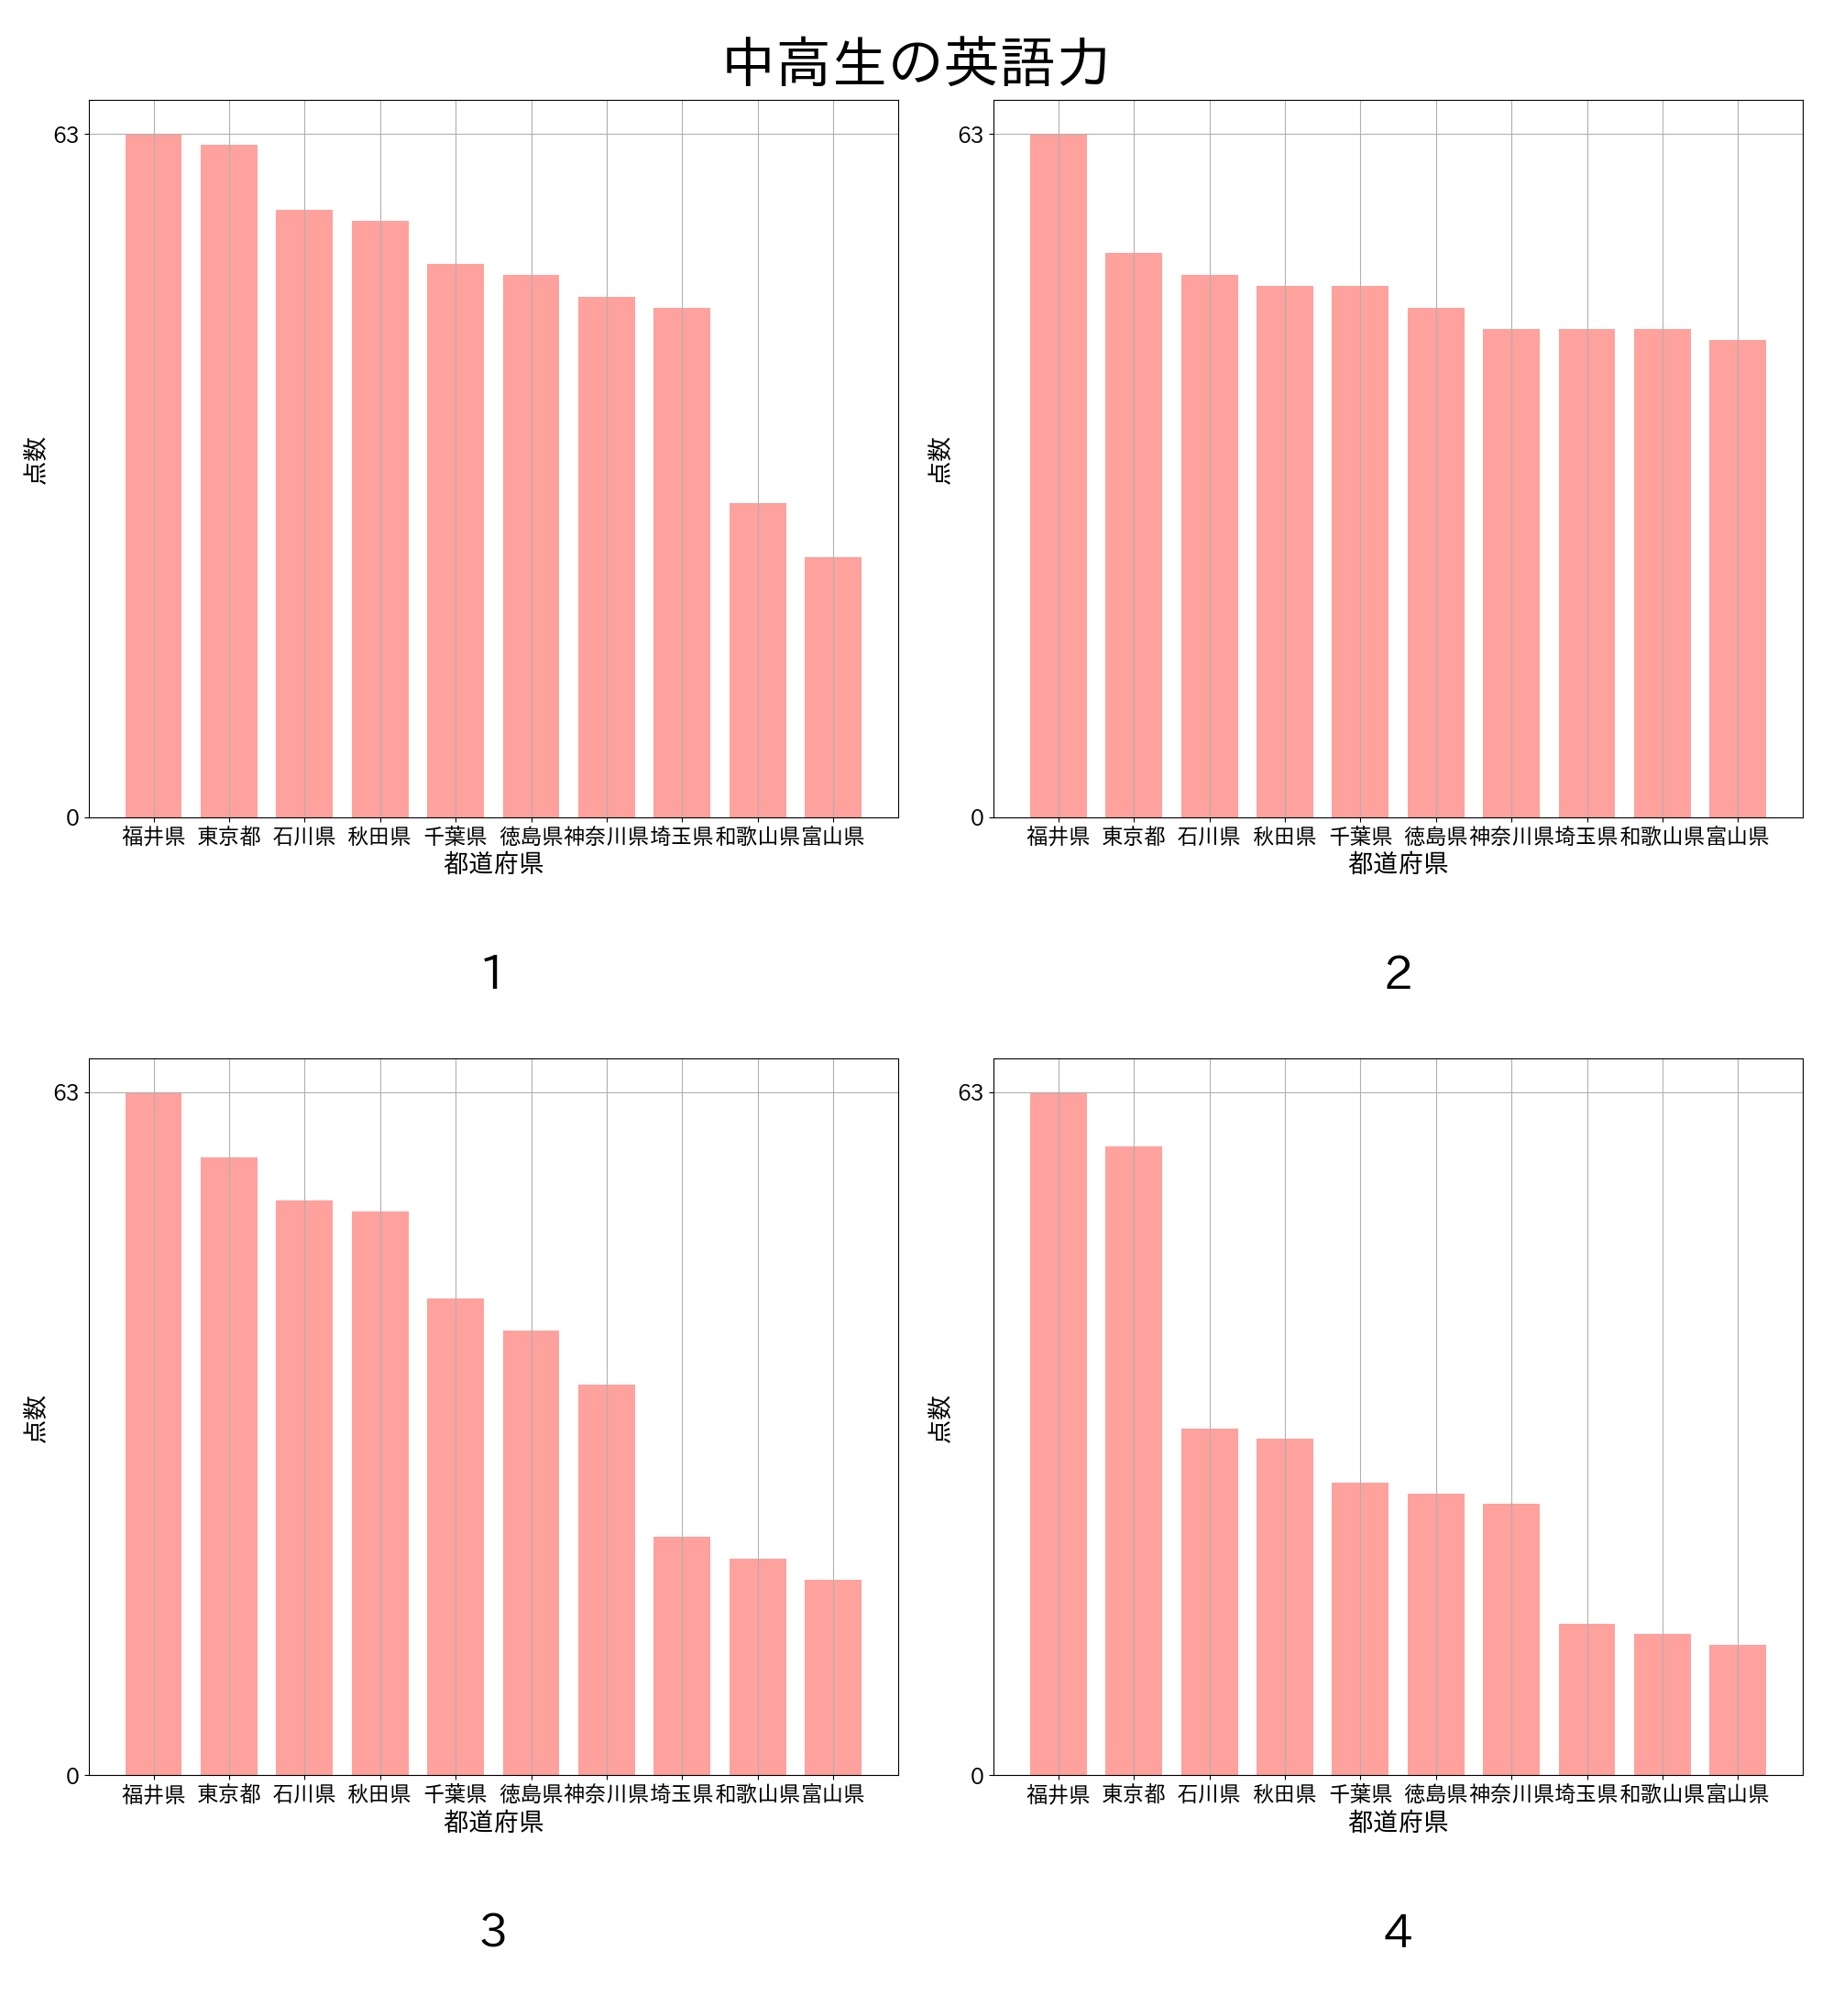 中高生の英語力
63
点数
0
福井県 東京都 石川県 秋田県 千葉県 徳島県 神奈川県 埼玉県 和歌山県 富山県
都道府県
1
63
点数
0
福井県 東京都 石川県 秋田県 千葉県 徳島県 神奈川県 埼玉県 和歌山県 富山県
都道府県
2
63
点数
0
福井県 東京都 石川県 秋田県 千葉県 徳島県 神奈川県 埼玉県 和歌山県 富山県
都道府県
3
63
点数
0
福井県 東京都 石川県 秋田県 千葉県 徳島県 神奈川県 埼玉県 和歌山県 富山県
都道府県
4